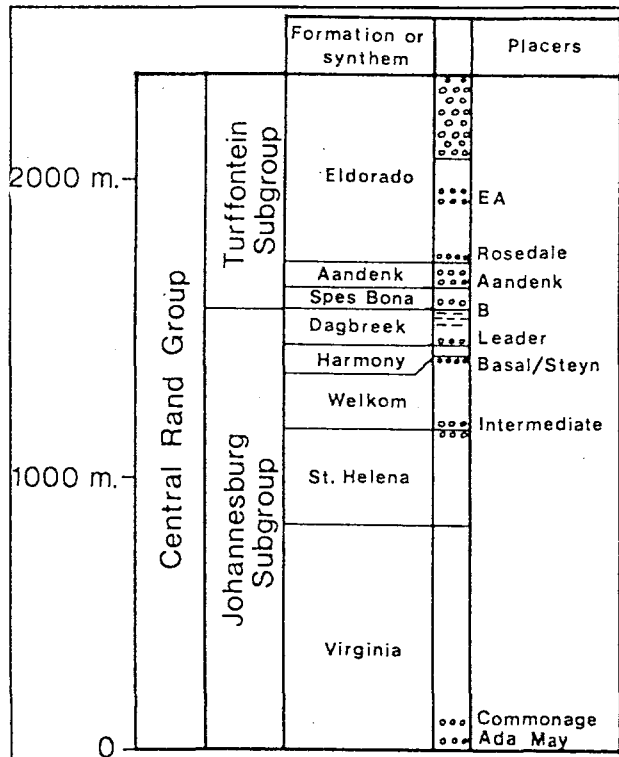 Formation or
synthem
Placers
2000 m.
1000 m.
0
Central Rand Group
Turffontein
Subgroup
Johannesburg
Subgroup
Eldorado
Aandenk
Spes Bona
Dagbreek
Harmony
Welkom
St. Helena
Virginia
EA
Rosedale
Aandenk
B
Leader
Basal/Steyn
Intermediate
Commonage
Ada May